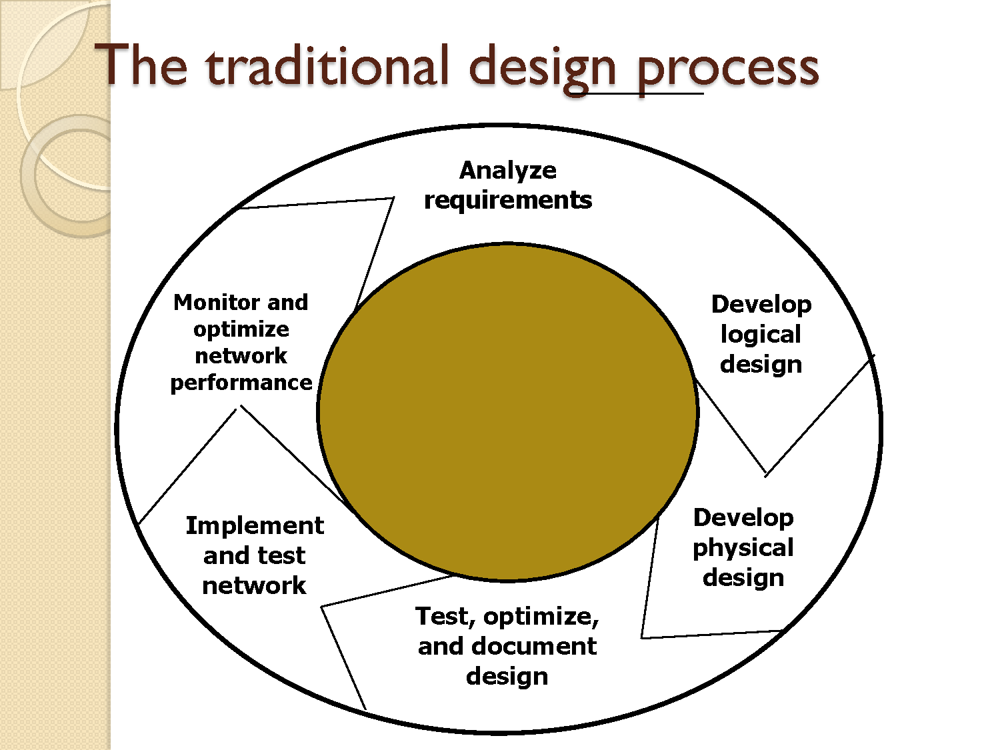 The traditional design process
Analyze
requirements
Develop
logical
design
Develop
physical
design
Test, optimize,
and document
design
Implement
and test
network
Monitor and
optimize
network
performance